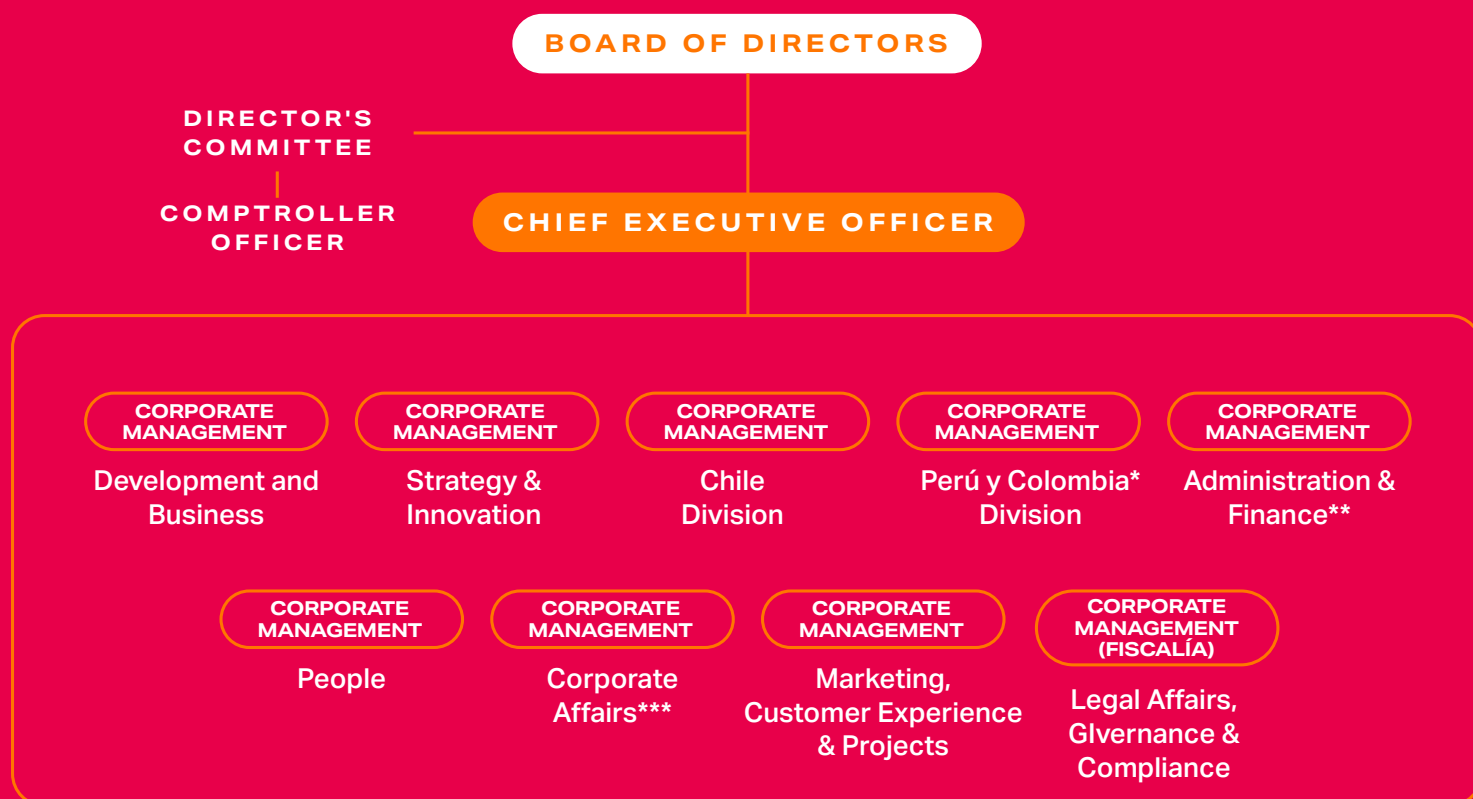 BOARD OF DIRECTORS
DIRECTOR'S
COMMITTEE
COMPTROLLER
OFFICER
CHIEF EXECUTIVE OFFICER
CORPORATE
MANAGEMENT
Development and
Business
CORPORATE
MANAGEMENT
Strategy &
Innovation
CORPORATE
MANAGEMENT
Chile
Division
CORPORATE
MANAGEMENT
Perú y Colombia*
Division
CORPORATE
MANAGEMENT
Administration &
Finance**
CORPORATE
MANAGEMENT
People
CORPORATE
MANAGEMENT
Corporate
Affairs***
CORPORATE
MANAGEMENT
Marketing,
Customer Experience
& Projects
CORPORATE
MANAGEMENT
(FISCALÍA)
Legal Affairs,
GIvernance &
Compliance